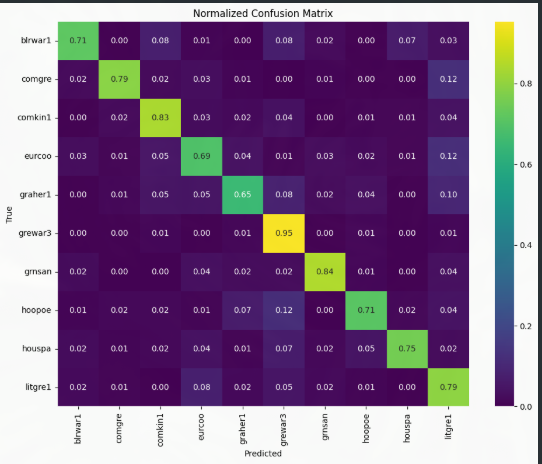 Normalized Confusion Matrix
blrwar1 0.71 0.00 0.08 0.01 0.00 0.08 0.02 0.00 0.07 0.03
comgre 0.02 0.79 0.02 0.03 0.01 0.00 0.01 0.00 0.00 0.12
comkin1 0.00 0.02 0.83 0.03 0.02 0.04 0.00 0.01 0.01 0.04
eurcoo 0.03 0.01 0.05 0.69 0.04 0.01 0.03 0.02 0.01 0.12
graher1 0.00 0.01 0.05 0.05 0.65 0.08 0.02 0.04 0.00 0.10
grewar3 0.00 0.00 0.01 0.00 0.01 0.95 0.00 0.01 0.00 0.01
grnsan 0.02 0.00 0.00 0.04 0.02 0.02 0.84 0.01 0.00 0.04
hoopoe 0.01 0.02 0.02 0.01 0.07 0.12 0.00 0.71 0.02 0.04
houspa 0.02 0.01 0.02 0.04 0.01 0.07 0.02 0.05 0.75 0.02
litgre1 0.02 0.01 0.00 0.08 0.02 0.05 0.02 0.01 0.00 0.79
True
blrwar1 comgre comkin1 eurcoo graher1 grewar3 grnsan hoopoe houspa litgre1
Predicted
0.8
0.6
0.4
0.2
0.0